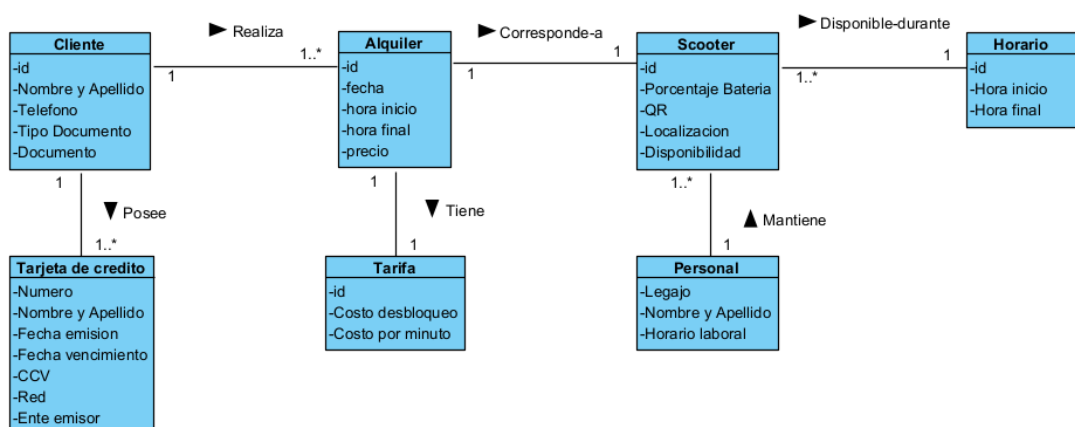 Cliente
-id
-Nombre y Apellido
-Telefono
-Tipo Documento
-Documento
Realiza
1
1..*
Alquiler
-id
-fecha
-hora inicio
-hora final
-precio
Corresponde-a
1
1
Scooter
-id
-Porcentaje Bateria
-QR
-Localizacion
-Disponibilidad
Disponible-durante
1..*
1
Horario
-id
-Hora inicio
-Hora final
1
Posee
1..*
1
Tiene
1
1..*
Mantiene
1
Tarjeta de credito
-Numero
-Nombre y Apellido
-Fecha emision
-Fecha vencimiento
-CCV
-Red
-Ente emisor
Tarifa
-id
-Costo desbloqueo
-Costo por minuto
Personal
-Legajo
-Nombre y Apellido
-Horario laboral